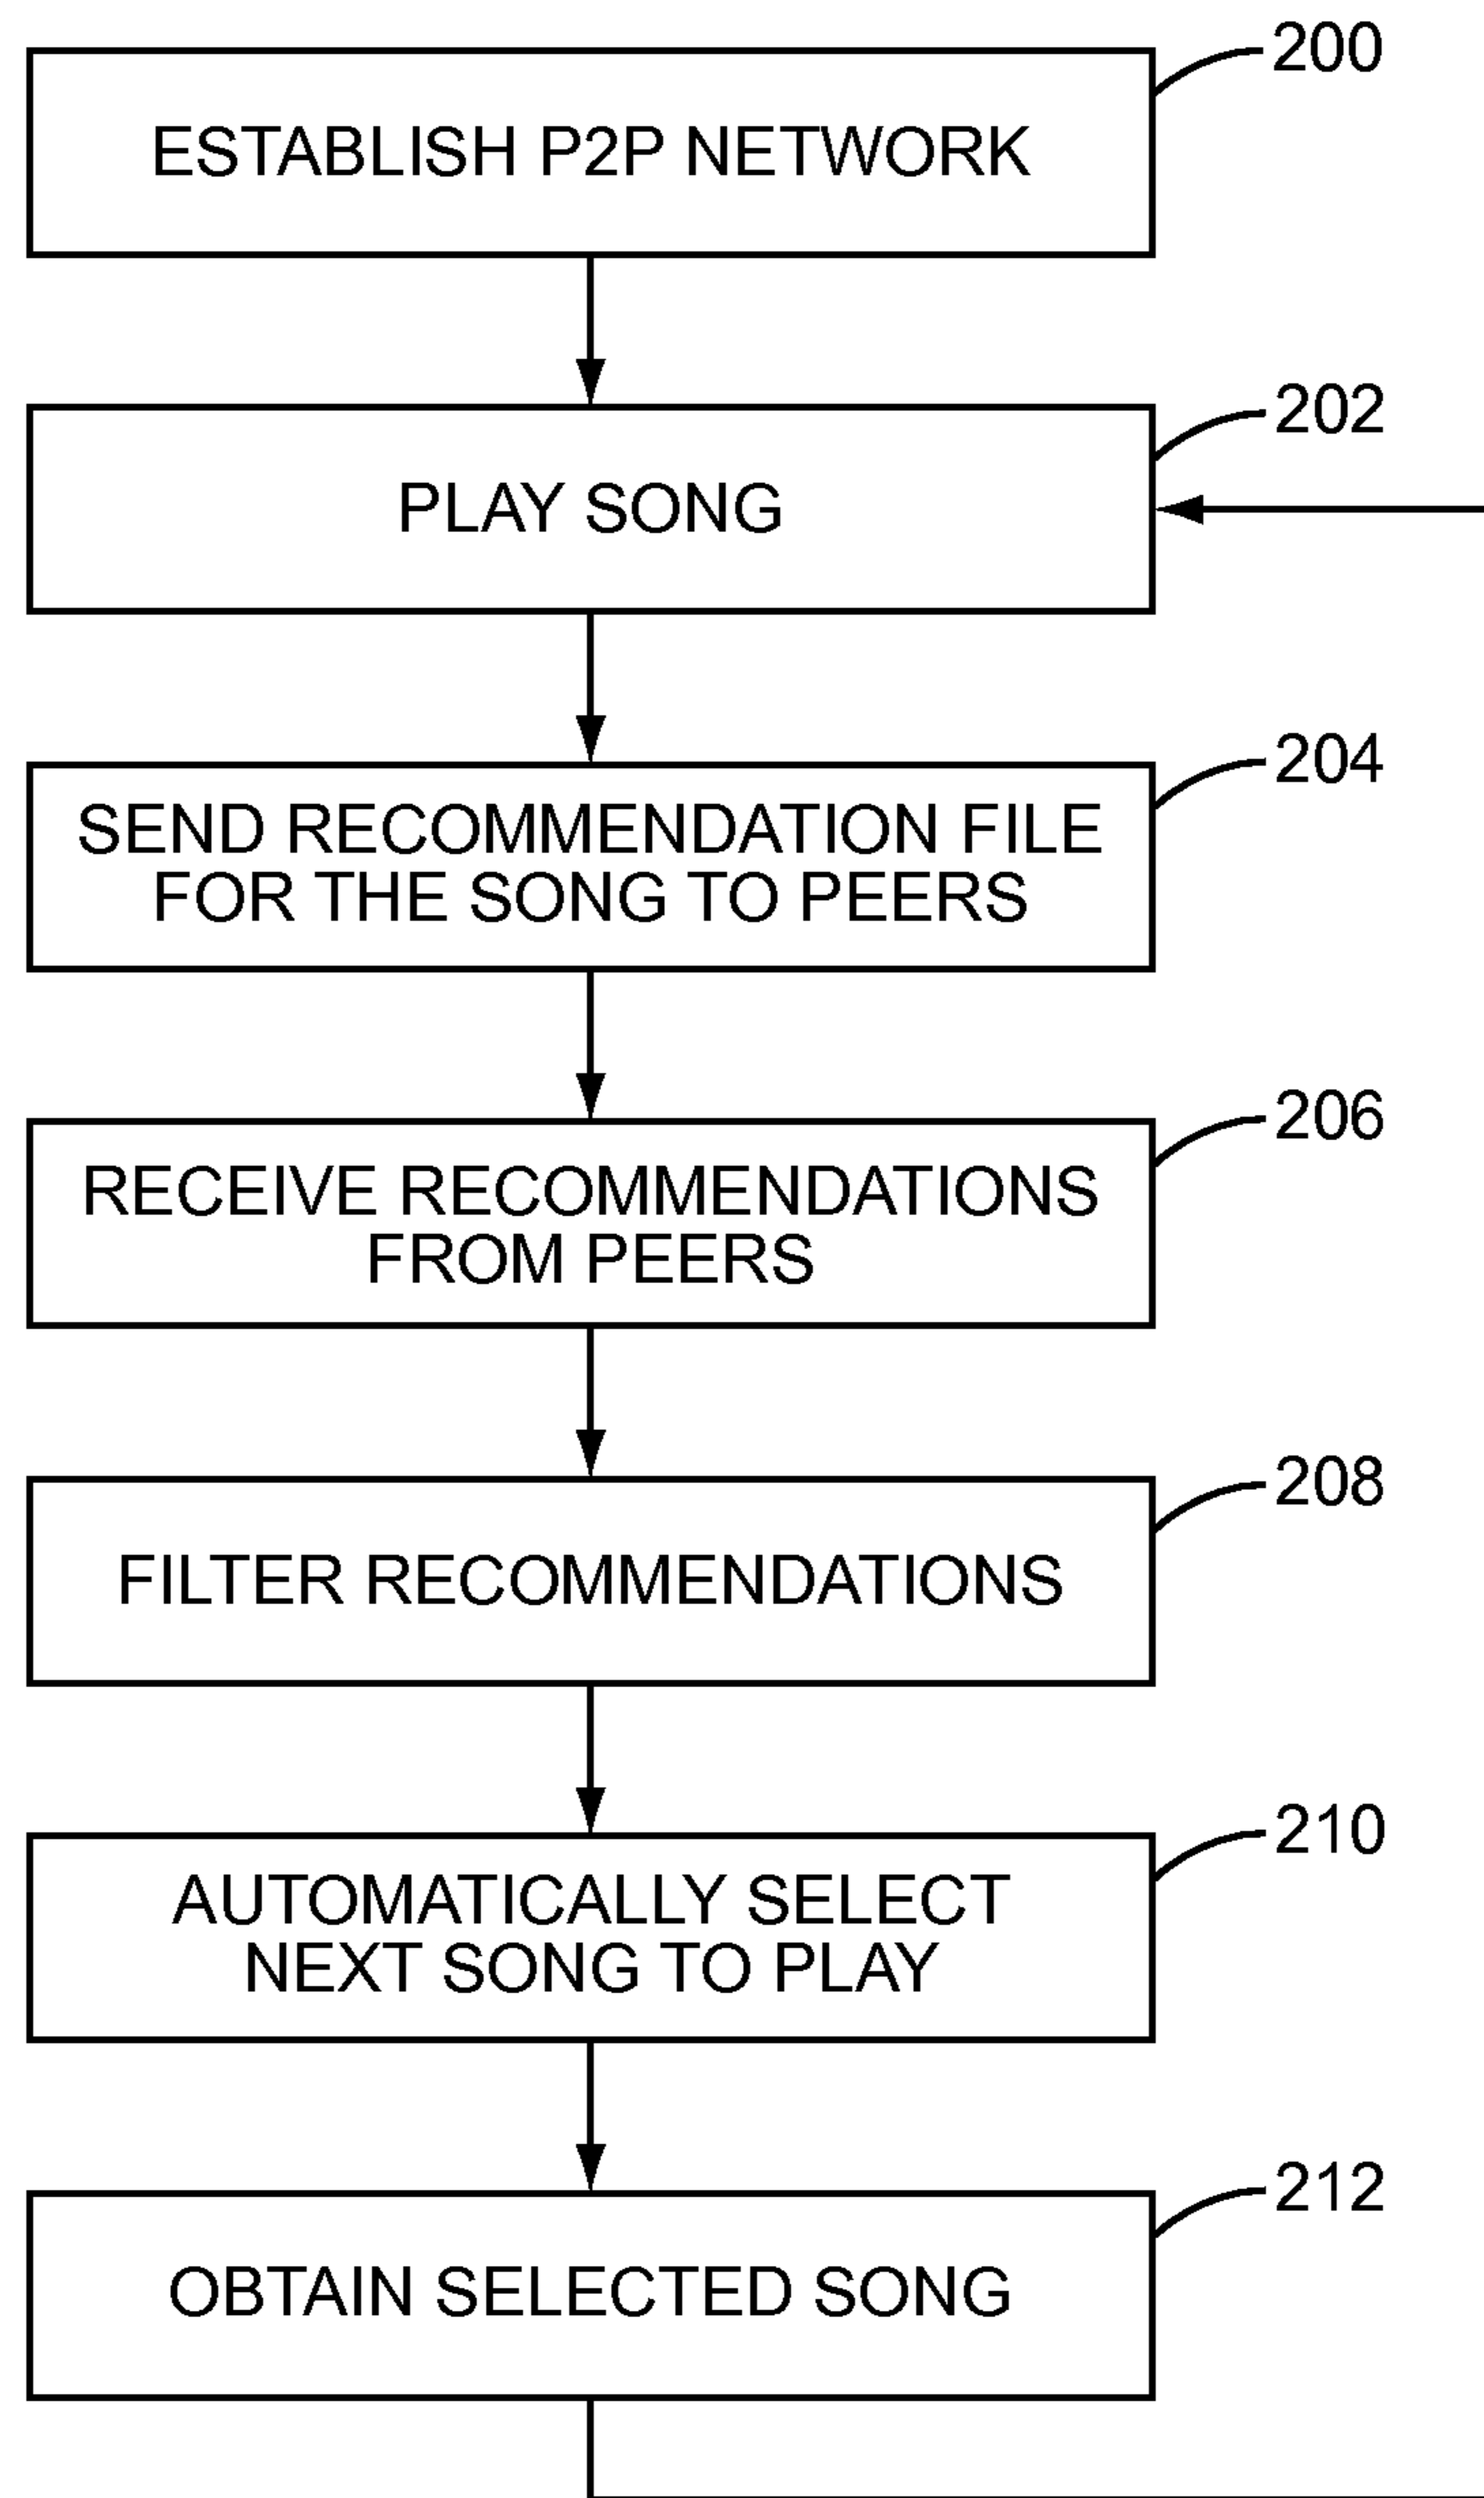 200
ESTABLISH P2P NETWORK
202
PLAY SONG
204
SEND RECOMMENDATION FILE
FOR THE SONG TO PEERS
206
RECEIVE RECOMMENDATIONS
FROM PEERS
208
FILTER RECOMMENDATIONS
210
AUTOMATICALLY SELECT
NEXT SONG TO PLAY
212
OBTAIN SELECTED SONG